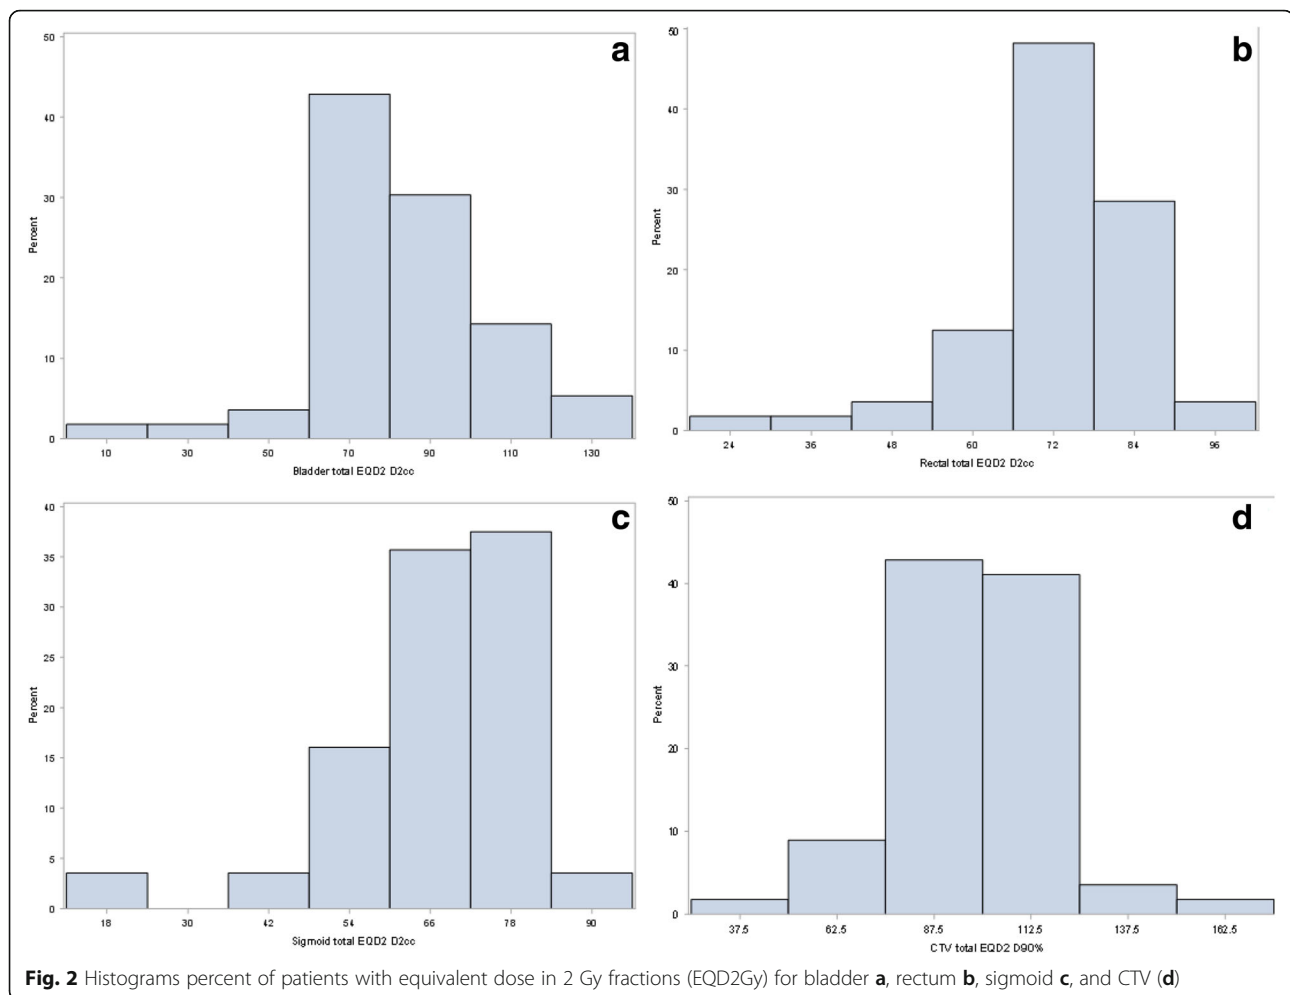 a
50
40
30
20
10
0
Percent
10 30 50 70 90 110 130
Bladder total EQD2 D2cc
b
50
40
30
20
10
0
Percent
24 36 48 60 72 84 96
Rectal total EQD2 D2cc
c
40
35
30
25
20
15
10
5
0
Percent
18 30 42 54 66 78 90
Sigmoid total EQD2 D2cc
d
50
40
30
20
10
0
Percent
37.5 62.5 87.5 112.5 137.5 162.5
CTV total EQD2 D90%
Fig. 2 Histograms percent of patients with equivalent dose in 2 Gy fractions (EQD2Gy) for bladder a, rectum b, sigmoid c, and CTV (d)